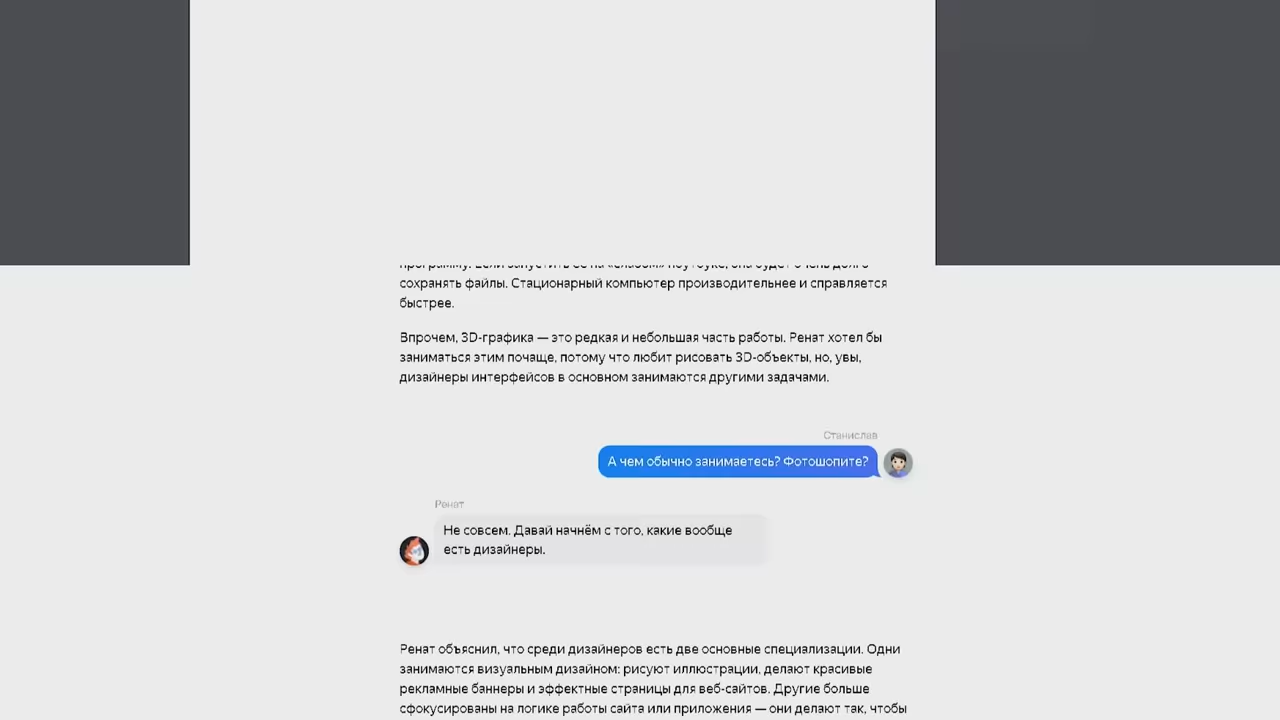 сохранять файлы. Стационарный компьютер производительнее и справляется
быстрее.
Впрочем, 3D-графика — это редкая и небольшая часть работы. Ренат хотел бы
заниматься этим почаще, потому что любит рисовать 3D-объекты, но, увы,
дизайнеры интерфейсов в основном занимаются другими задачами.
Станислав
А чем обычно занимаетесь? Фотошопите?
Ренат
Не совсем. Давай начнём с того, какие вообще
есть дизайнеры.
Ренат объяснил, что среди дизайнеров есть две основные специализации. Одни
занимаются визуальным дизайном: рисуют иллюстрации, делают красивые
рекламные баннеры и эффектные страницы для веб-сайтов. Другие больше
сфокусированы на логике работы сайта или приложения — они делают так, чтобы